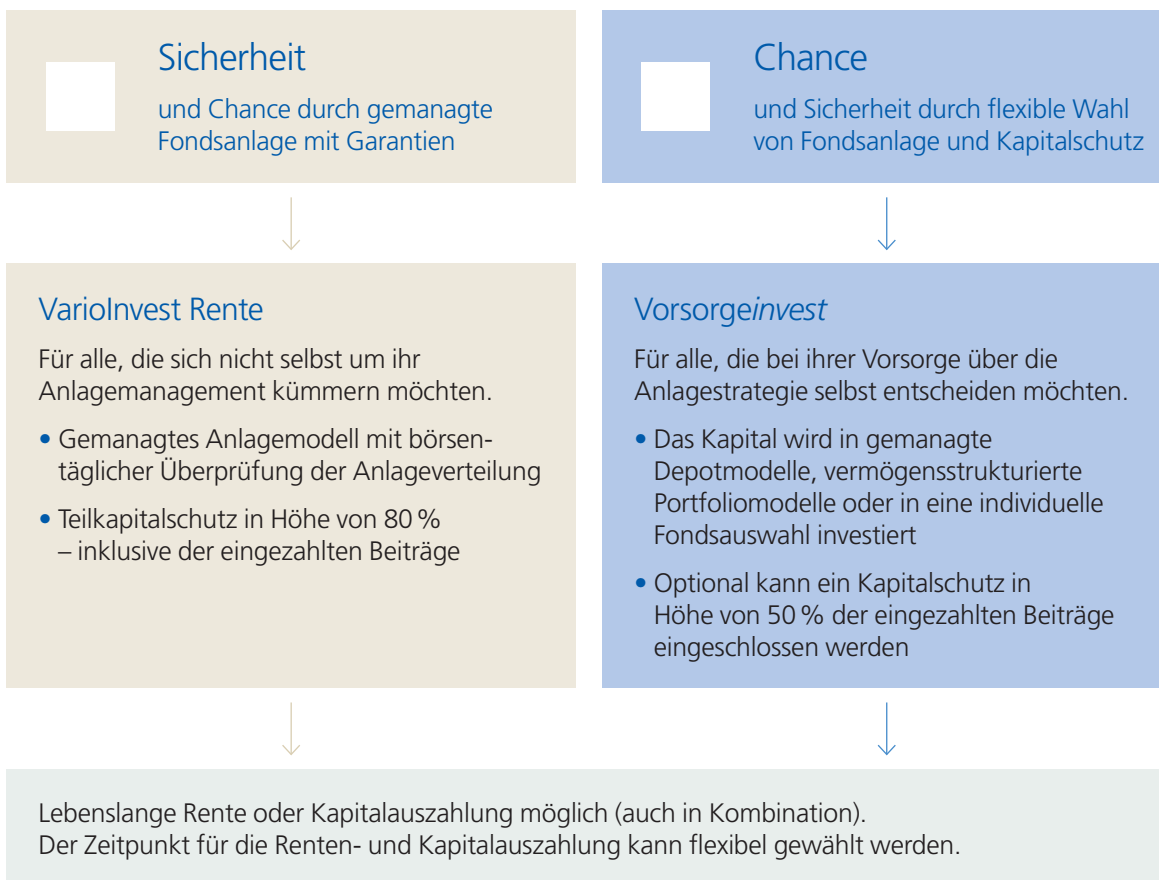 Sicherheit
und Chance durch gemanagte
Fondsanlage mit Garantien
Chance
und Sicherheit durch flexible Wahl
von Fondsanlage und Kapitalschutz
VarioInvest Rente
Für alle, die sich nicht selbst um ihr
Anlagemanagement kümmern möchten.
• Gemanagtes Anlagemodell mit börsen-
täglicher Überprüfung der Anlageverteilung
• Teilkapitalschutz in Höhe von 80 %
– inklusive der eingezahlten Beiträge
Vorsorgeinvest
Für alle, die bei ihrer Vorsorge über die
Anlagestrategie selbst entscheiden möchten.
• Das Kapital wird in gemanagte
Depotmodelle, vermögensstrukturierte
Portfoliomodelle oder in eine individuelle
Fondsauswahl investiert
• Optional kann ein Kapitalschutz in
Höhe von 50 % der eingezahlten Beiträge
eingeschlossen werden
Lebenslange Rente oder Kapitalauszahlung möglich (auch in Kombination).
Der Zeitpunkt für die Renten- und Kapitalauszahlung kann flexibel gewählt werden.